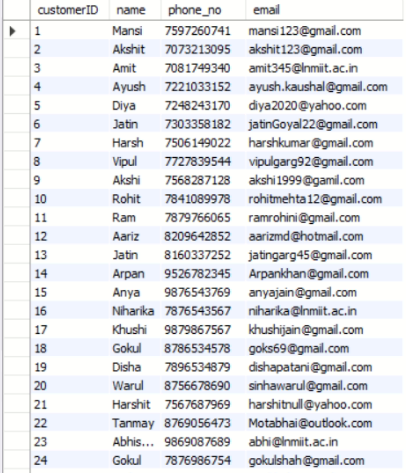 customerID name phone_no email
1 Mansi 7597260741 mansi123@gmail.com
2 Akshit 7073213095 akshit123@gmail.com
3 Amit 7081749340 amit345@lnmiit.ac.in
4 Ayush 7221033152 ayush.kaushal@gmail.com
5 Diya 7248243170 diya2020@yahoo.com
6 Jatin 7303358182 jatinGoyal22@gmail.com
7 Harsh 7506149022 harshkumar@gmail.com
8 Vipul 7727839544 vipulgarg92@gmail.com
9 Akshi 7568287128 akshi1999@gamil.com
10 Rohit 7841089978 rohitmehta12@gmail.com
11 Ram 7879766065 ramrohini@gmail.com
12 Aariz 8209642852 aarizmd@hotmail.com
13 Jatin 8160337252 jatingarg45@gmail.com
14 Arpan 9526782345 Arpankhan@gmail.com
15 Anya 9876543769 anyajain@gmail.com
16 Niharika 7876543567 niharika@lnmiit.ac.in
17 Khushi 9879867567 khushijain@gmail.com
18 Gokul 8786534578 goks69@gmail.com
19 Disha 7896534879 dishapatani@gmail.com
20 Warul 8756678690 sinhawarul@gmail.com
21 Harshit 7567687969 harshitnull@yahoo.com
22 Tanmay 8769056473 Motabhai@outlook.com
23 Abhis... 9869087689 abhi@lnmiit.ac.in
24 Gokul 7876986754 gokulshah@gmail.com